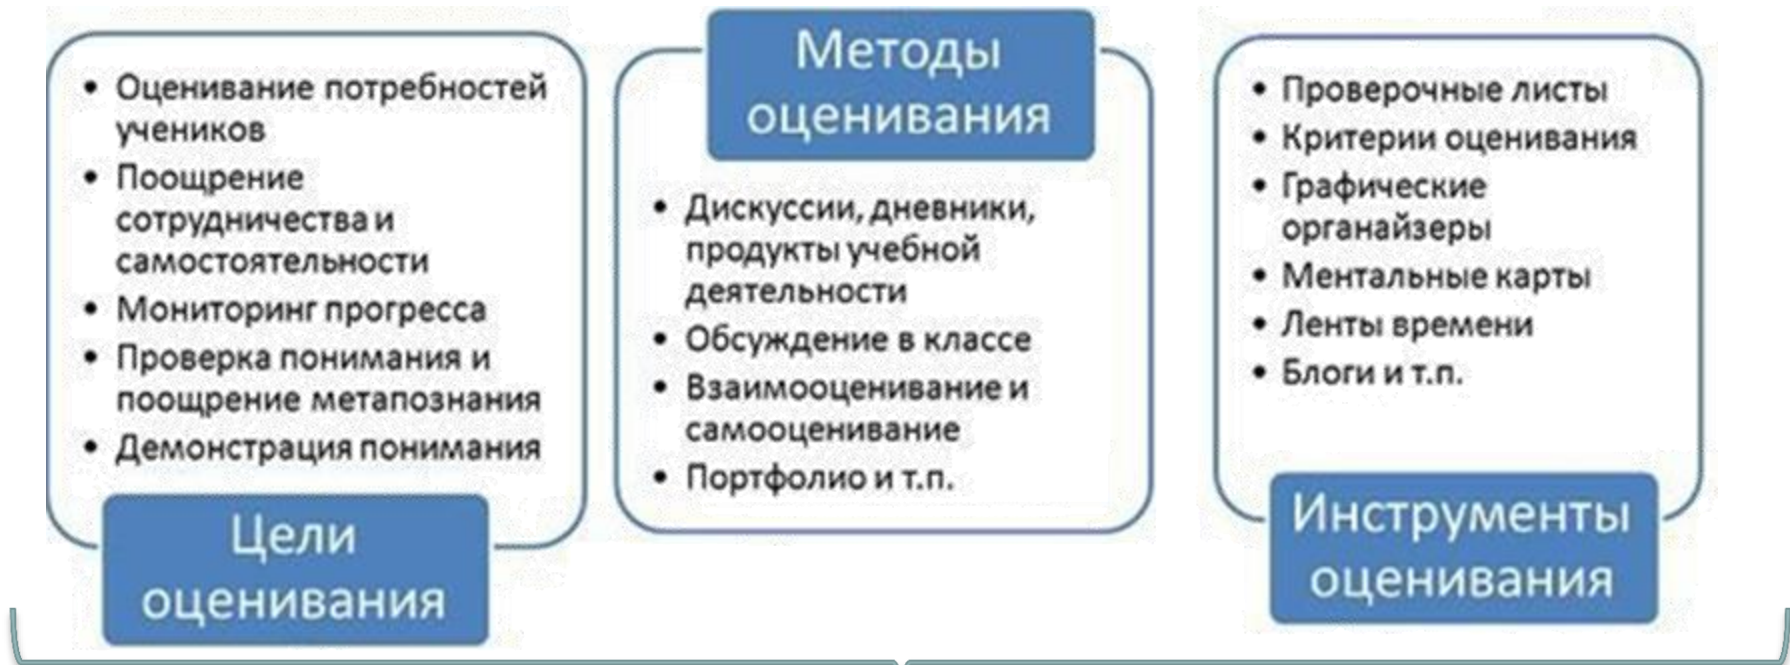 • Оценивание потребностей
учеников
• Поощрение
сотрудничества и
самостоятельности
• Мониторинг прогресса
• Проверка понимания и
поощрение метапознания
• Демонстрация понимания
Цели
оценивания
Методы
оценивания
• Дискуссии, дневники,
продукты учебной
деятельности
• Обсуждение в классе
• Взаимооценивание и
самооценивание
• Портфолио и т.п.
• Проверочные листы
• Критерии оценивания
• Графические
органайзеры
• Ментальные карты
• Ленты времени
• Блоги и т.п.
Инструменты
оценивания